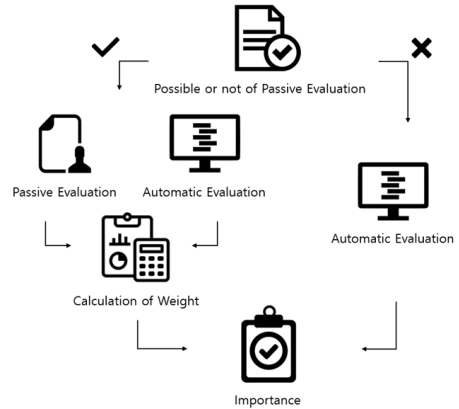 Possible or not of Passive Evaluation
Passive Evaluation
Automatic Evaluation
Automatic Evaluation
Calculation of Weight
Importance